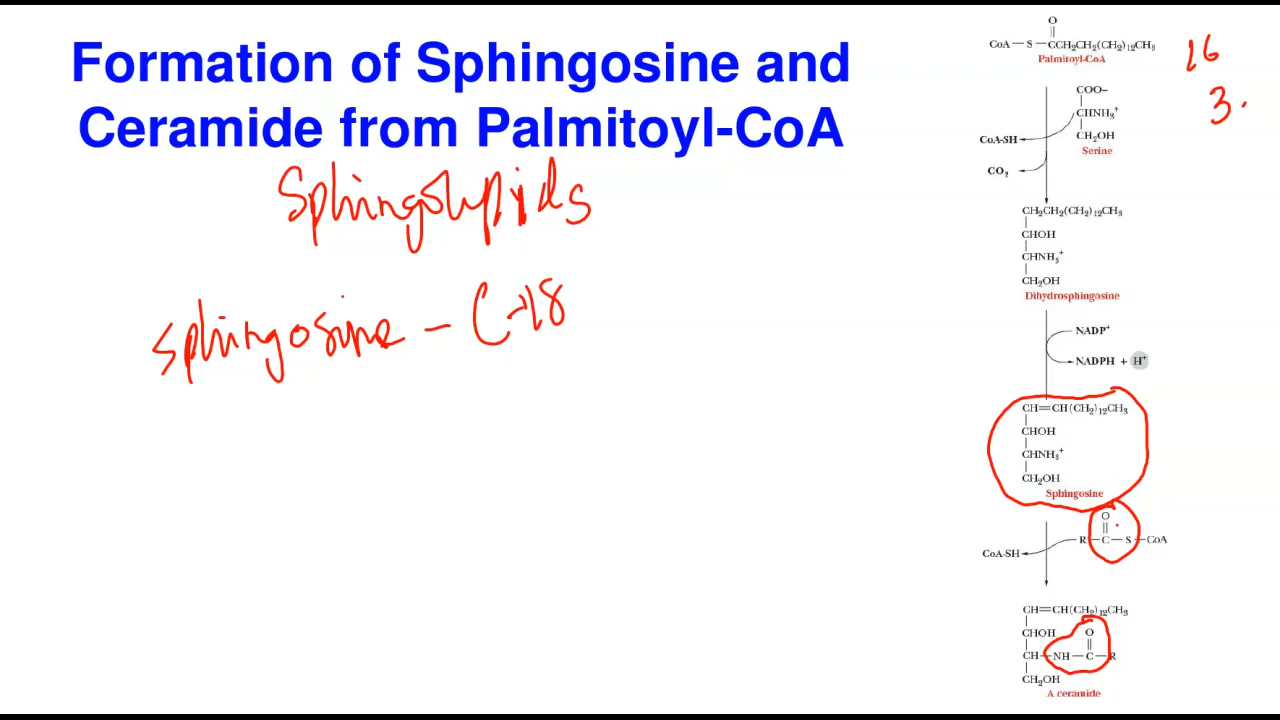 Formation of Sphingosine and
Ceramide from Palmitoyl-CoA
Sphingolipids
sphingosine – C-18
O
CoA — S — CCH₂CH₂(CH₂)₁₂CH₃
Palmitoyl-CoA
16
3.
COO–
CHNH₃⁺
CH₂OH
Serine
CoA-SH
CO₂
CH₂CH₂(CH₂)₁₂CH₃
CHOH
CHNH₃⁺
CH₂OH
Dihydrosphingosine
NADP⁺
NADPH + H⁺
CH=CH(CH₂)₁₂CH₃
CHOH
CHNH₃⁺
CH₂OH
Sphingosine
O
R — C — S — CoA
CoA-SH
CH=CH(CH₂)₁₂CH₃
CHOH O
CH — NH — C — R
CH₂OH
A ceramide